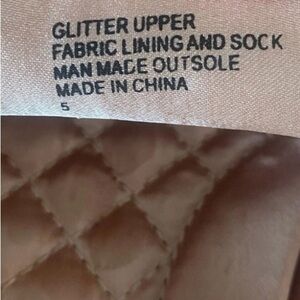 GLITTER UPPER
FABRIC LINING AND SOCK
MAN MADE OUTSOLE
MADE IN CHINA
5